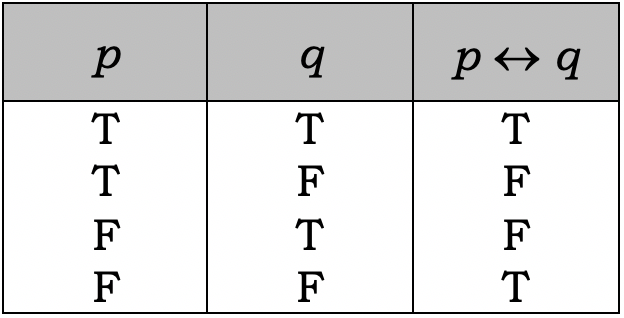 p q p ↔ q
T T T
T F F
F T F
F F T